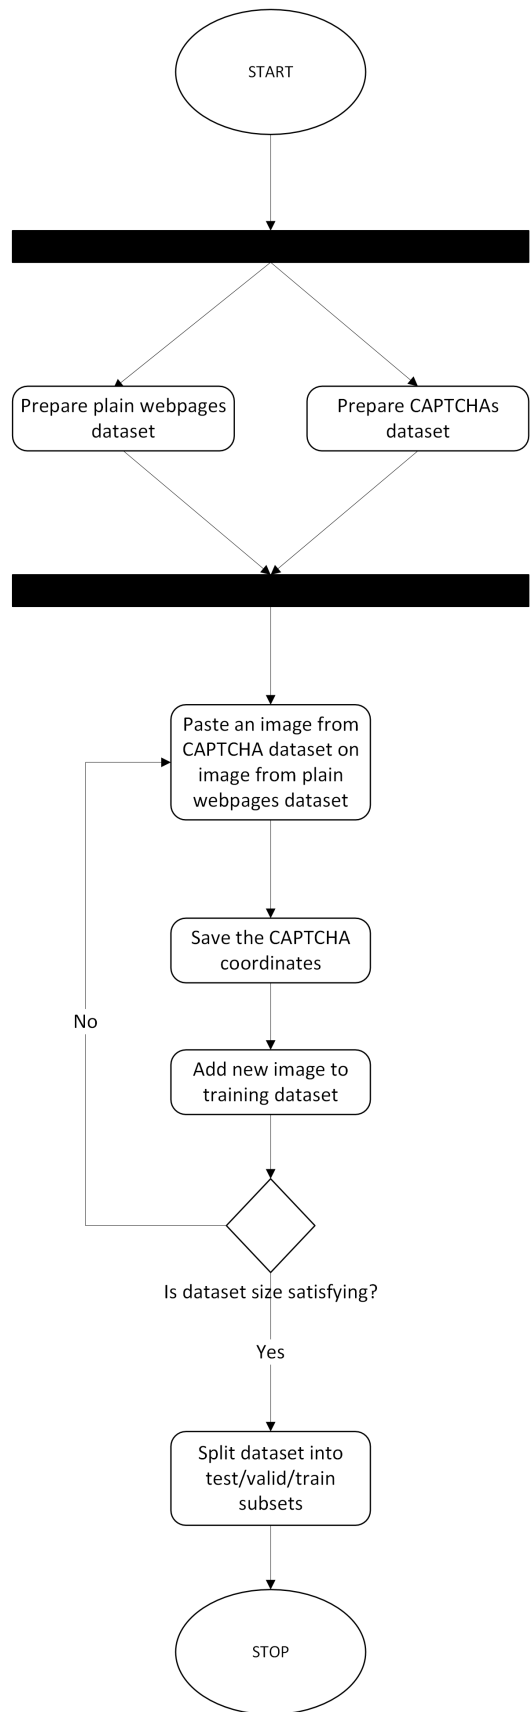 START
Prepare plain webpages
dataset
Prepare CAPTCHAs
dataset
Paste an image from
CAPTCHA dataset on
image from plain
webpages dataset
Save the CAPTCHA
coordinates
No
Add new image to
training dataset
Is dataset size satisfying?
Yes
Split dataset into
test/valid/train
subsets
STOP